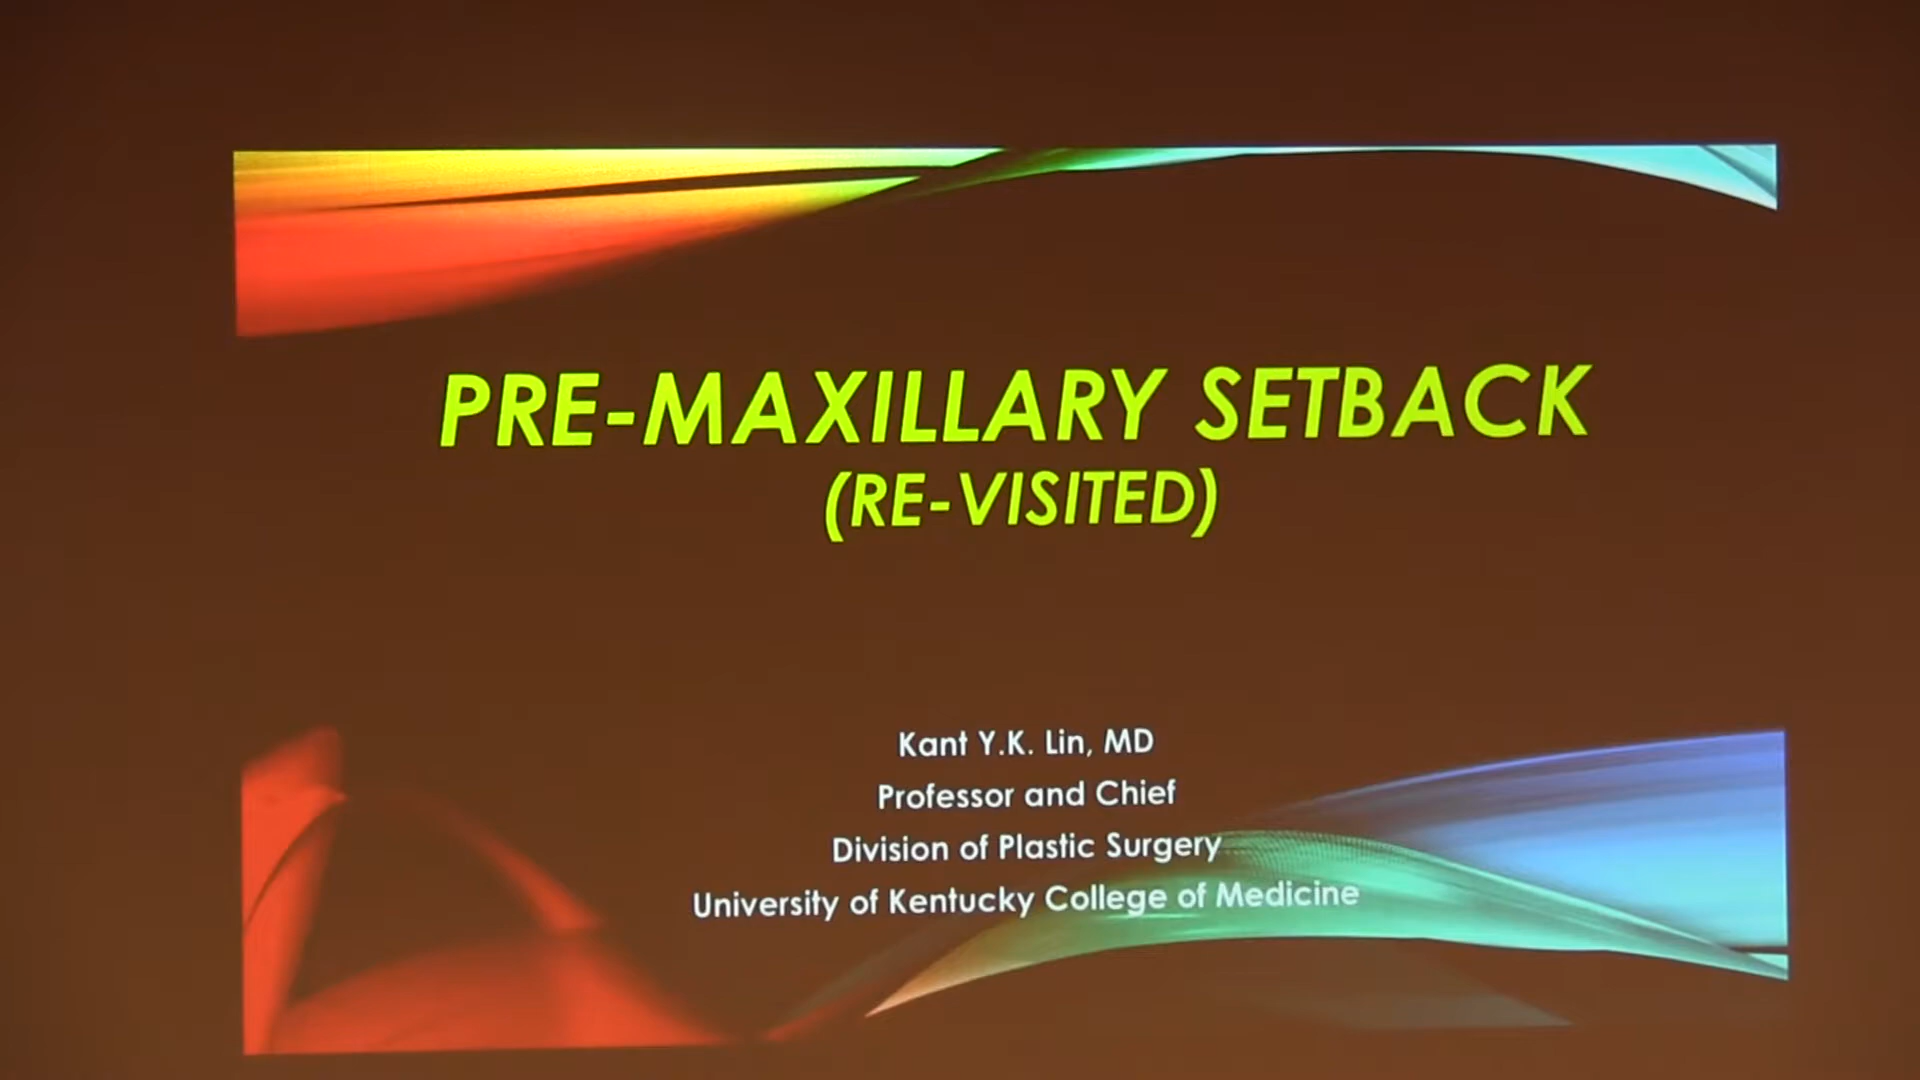 PRE-MAXILLARY SETBACK
(RE-VISITED)
Kant Y.K. Lin, MD
Professor and Chief
Division of Plastic Surgery
University of Kentucky College of Medicine